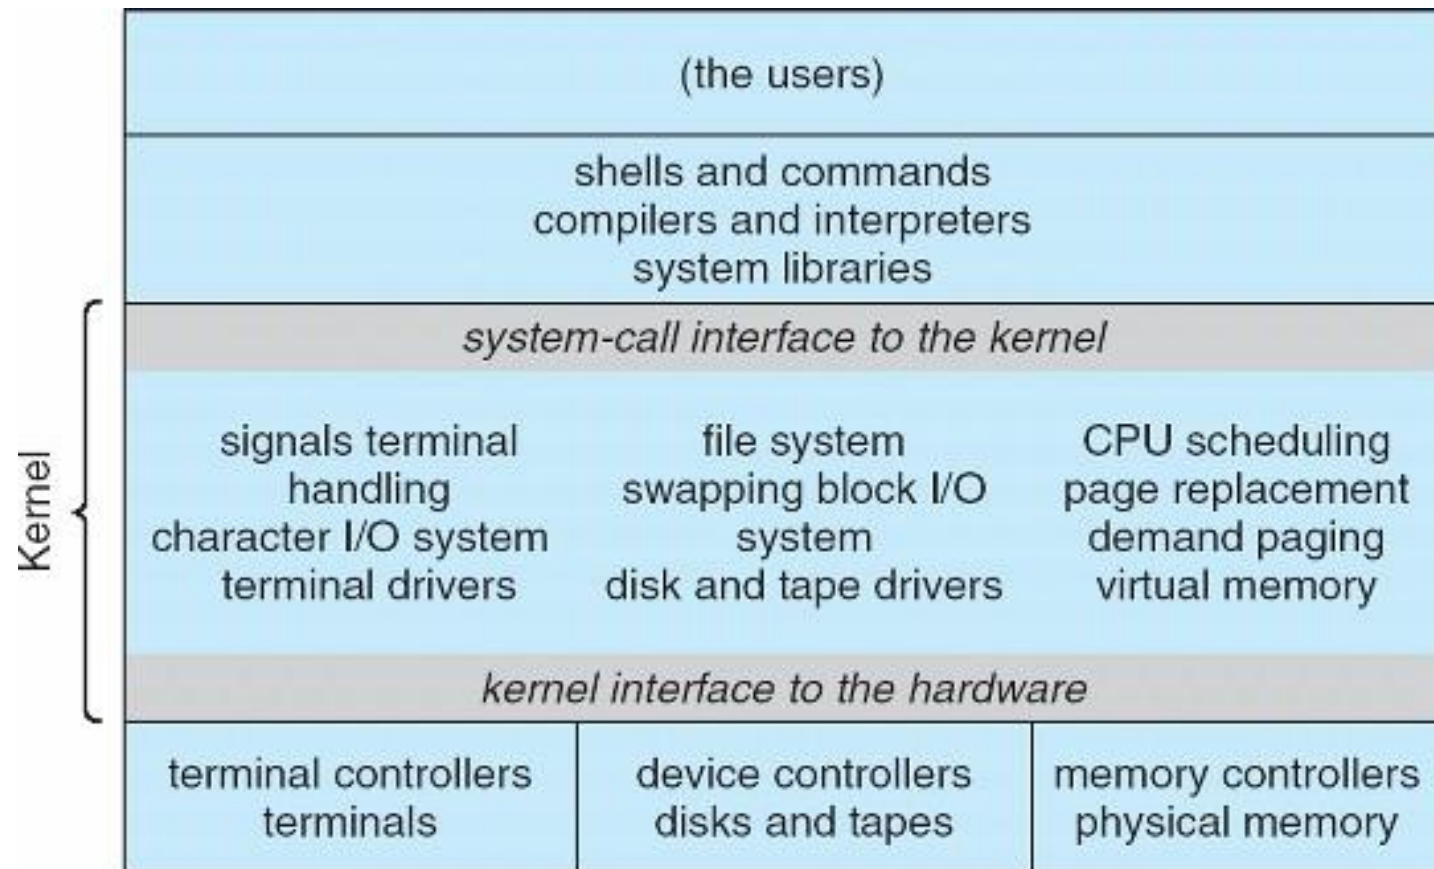 (the users)
shells and commands
compilers and interpreters
system libraries
Kernel
system-call interface to the kernel
signals terminal
handling
character I/O system
terminal drivers
file system
swapping block I/O
system
disk and tape drivers
CPU scheduling
page replacement
demand paging
virtual memory
kernel interface to the hardware
terminal controllers
terminals
device controllers
disks and tapes
memory controllers
physical memory